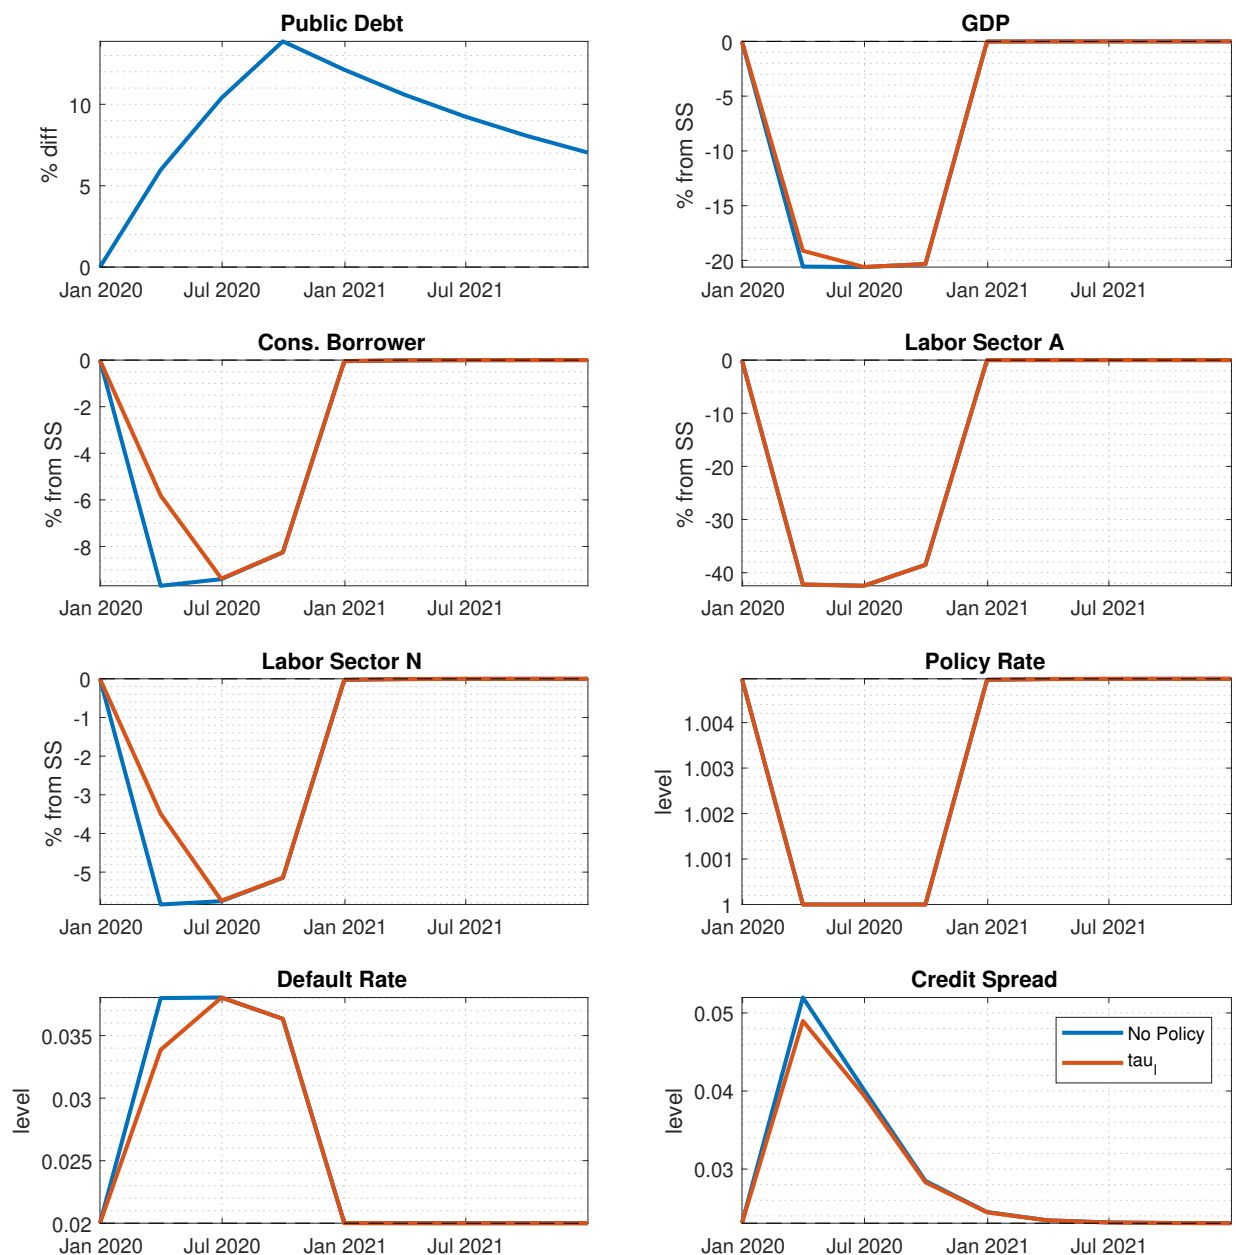 Public Debt
% diff
10
5
0
Jan 2020 Jul 2020 Jan 2021 Jul 2021
GDP
% from SS
0
-5
-10
-15
-20
Jan 2020 Jul 2020 Jan 2021 Jul 2021
Cons. Borrower
% from SS
0
-2
-4
-6
-8
Jan 2020 Jul 2020 Jan 2021 Jul 2021
Labor Sector A
% from SS
0
-10
-20
-30
-40
Jan 2020 Jul 2020 Jan 2021 Jul 2021
Labor Sector N
% from SS
0
-1
-2
-3
-4
-5
Jan 2020 Jul 2020 Jan 2021 Jul 2021
Policy Rate
level
1.004
1.003
1.002
1.001
1
Jan 2020 Jul 2020 Jan 2021 Jul 2021
Default Rate
level
0.035
0.03
0.025
0.02
Jan 2020 Jul 2020 Jan 2021 Jul 2021
Credit Spread
level
0.05
0.04
0.03
No Policy
tau_l
Jan 2020 Jul 2020 Jan 2021 Jul 2021